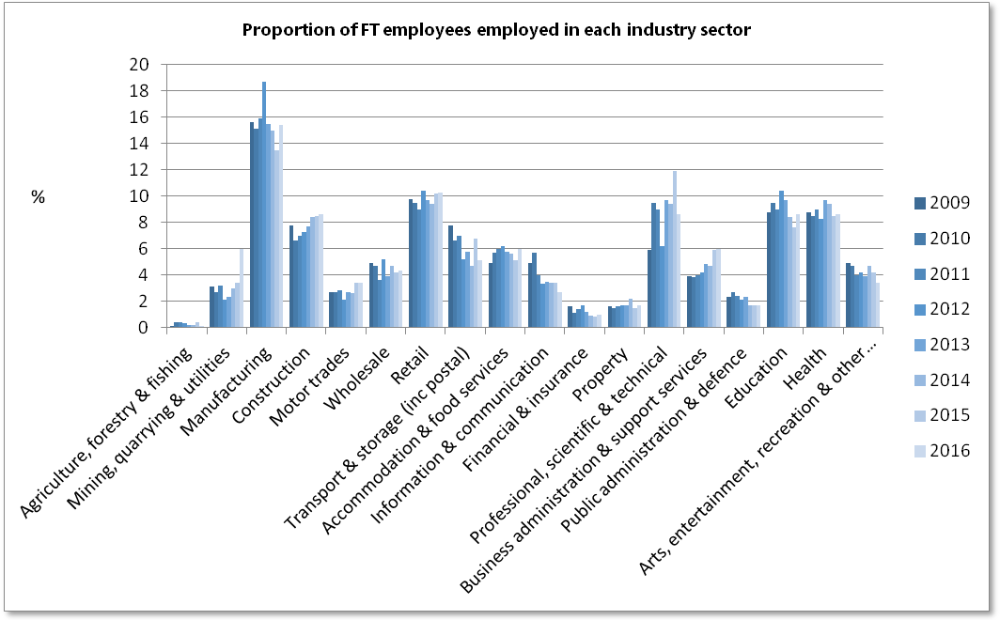 Proportion of FT employees employed in each industry sector
%
20
18
16
14
12
10
8
6
4
2
0
Agriculture, forestry & fishing
Mining, quarrying & utilities
Manufacturing
Construction
Motor trades
Wholesale
Retail
Transport & storage (inc postal)
Accommodation & food services
Information & communication
Financial & insurance
Property
Professional, scientific & technical
Business administration & support services
Public administration & defence
Education
Health
Arts, entertainment, recreation & other...
2009
2010
2011
2012
2013
2014
2015
2016